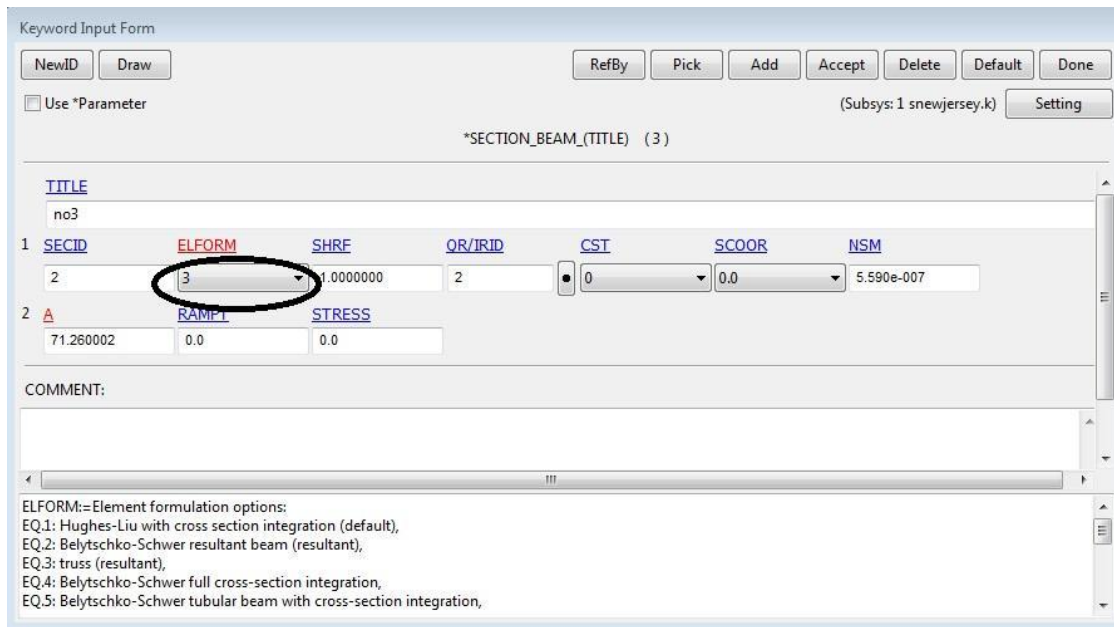 Keyword Input Form
NewID Draw RefBy Pick Add Accept Delete Default Done
Use *Parameter (Subsys: 1 snewjersey.k) Setting
*SECTION_BEAM_(TITLE) (3)
TITLE
no3
1 SECID ELFORM SHRF QR/IRID CST SCOOR NSM
2 3 1.0000000 2 0 0.0 5.590e-007
2 A RAMPT STRESS
71.260002 0.0 0.0
COMMENT:
ELFORM:=Element formulation options:
EQ.1: Hughes-Liu with cross section integration (default),
EQ.2: Belytschko-Schwer resultant beam (resultant),
EQ.3: truss (resultant),
EQ.4: Belytschko-Schwer full cross-section integration,
EQ.5: Belytschko-Schwer tubular beam with cross-section integration,